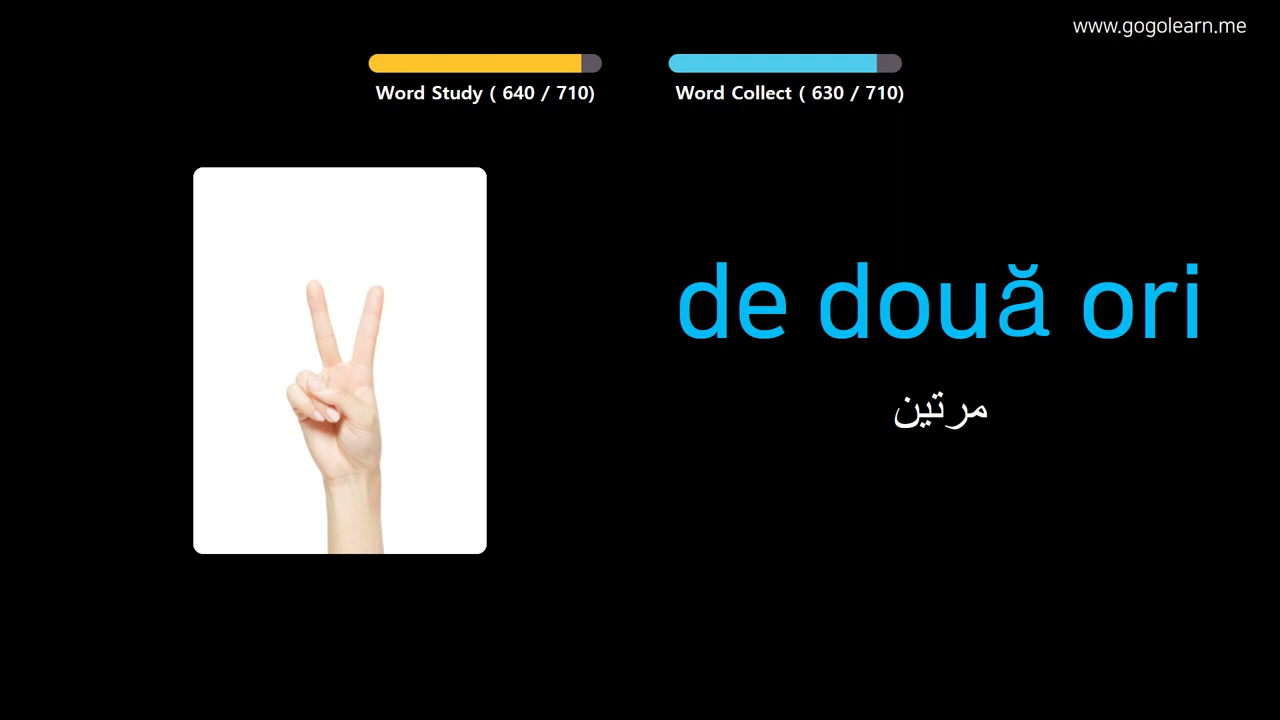 www.gogolearn.me
Word Study ( 640 / 710)
Word Collect ( 630 / 710)
de două ori
مرتين